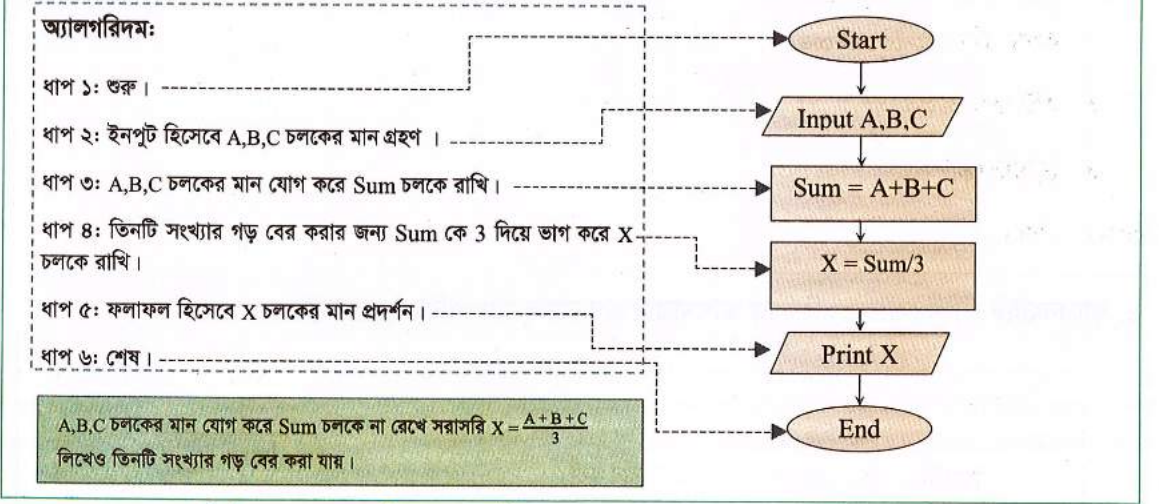 অ্যালগরিদমঃ
ধাপ ১: শুরু।
ধাপ ২: ইনপুট হিসেবে A,B,C চলকের মান গ্রহণ ।
ধাপ ৩: A,B,C চলকের মান যোগ করে Sum চলকে রাখি।
ধাপ ৪: তিনটি সংখ্যার গড় বের করার জন্য Sum কে 3 দিয়ে ভাগ করে X
চলকে রাখি।
ধাপ ৫: ফলাফল হিসেবে X চলকের মান প্রদর্শন।
ধাপ ৬: শেষ।
A,B,C চলকের মান যোগ করে Sum চলকে না রেখে সরাসরি X = (A+B+C)/3
লিখেও তিনটি সংখ্যার গড় বের করা যায়।
Start
Input A,B,C
Sum = A+B+C
X = Sum/3
Print X
End